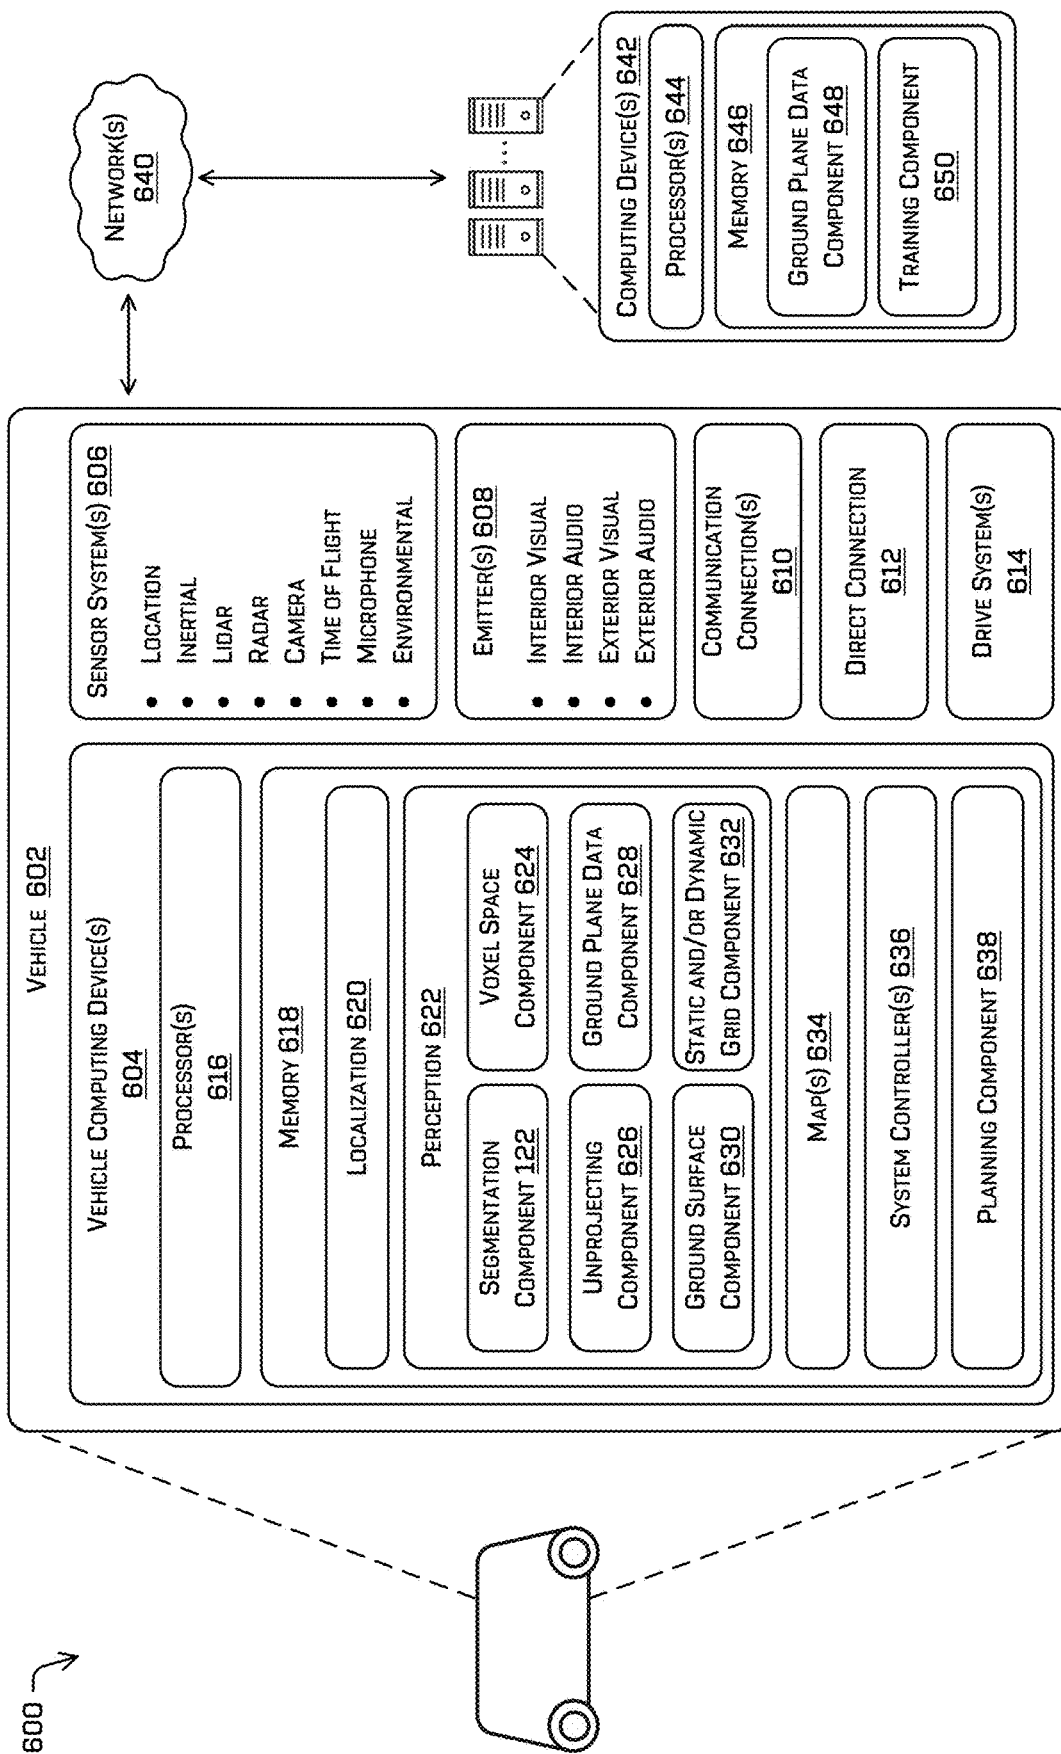 600
VEHICLE 602
VEHICLE COMPUTING DEVICE(S)
604
PROCESSOR(S)
616
MEMORY 618
LOCALIZATION 620
PERCEPTION 622
SEGMENTATION
COMPONENT 122
VOXEL SPACE
COMPONENT 624
UNPROJECTING
COMPONENT 626
GROUND PLANE DATA
COMPONENT 628
GROUND SURFACE
COMPONENT 630
STATIC AND/OR DYNAMIC
GRID COMPONENT 632
MAP(S) 634
SYSTEM CONTROLLER(S) 636
PLANNING COMPONENT 638
SENSOR SYSTEM(S) 606
• LOCATION
• INERTIAL
• LIDAR
• RADAR
• CAMERA
• TIME OF FLIGHT
• MICROPHONE
• ENVIRONMENTAL
EMITTER(S) 608
• INTERIOR VISUAL
• INTERIOR AUDIO
• EXTERIOR VISUAL
• EXTERIOR AUDIO
COMMUNICATION
CONNECTION(S)
610
DIRECT CONNECTION
612
DRIVE SYSTEM(S)
614
NETWORK(S)
640
COMPUTING DEVICE(S) 642
PROCESSOR(S) 644
MEMORY 646
GROUND PLANE DATA
COMPONENT 648
TRAINING COMPONENT
650